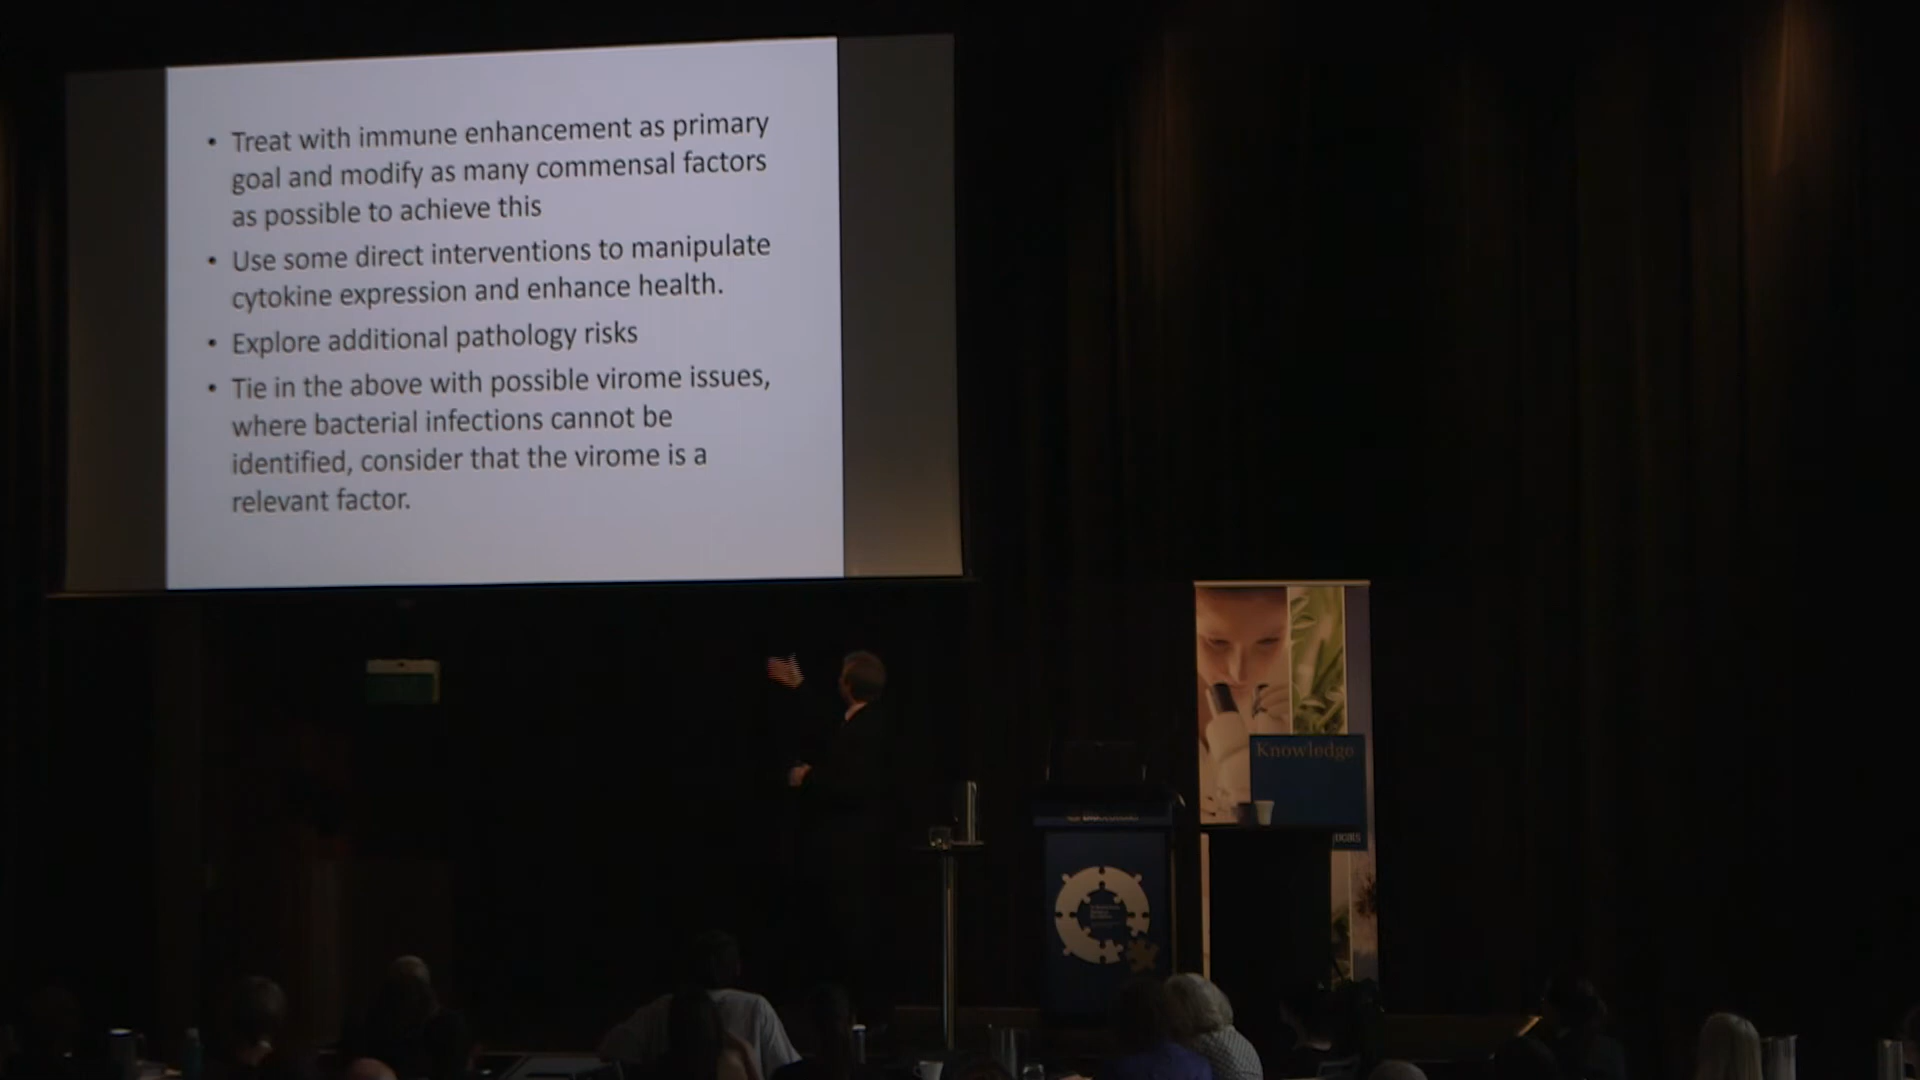 • Treat with immune enhancement as primary
goal and modify as many commensal factors
as possible to achieve this
• Use some direct interventions to manipulate
cytokine expression and enhance health.
• Explore additional pathology risks
• Tie in the above with possible virome issues,
where bacterial infections cannot be
identified, consider that the virome is a
relevant factor.
Knowledge